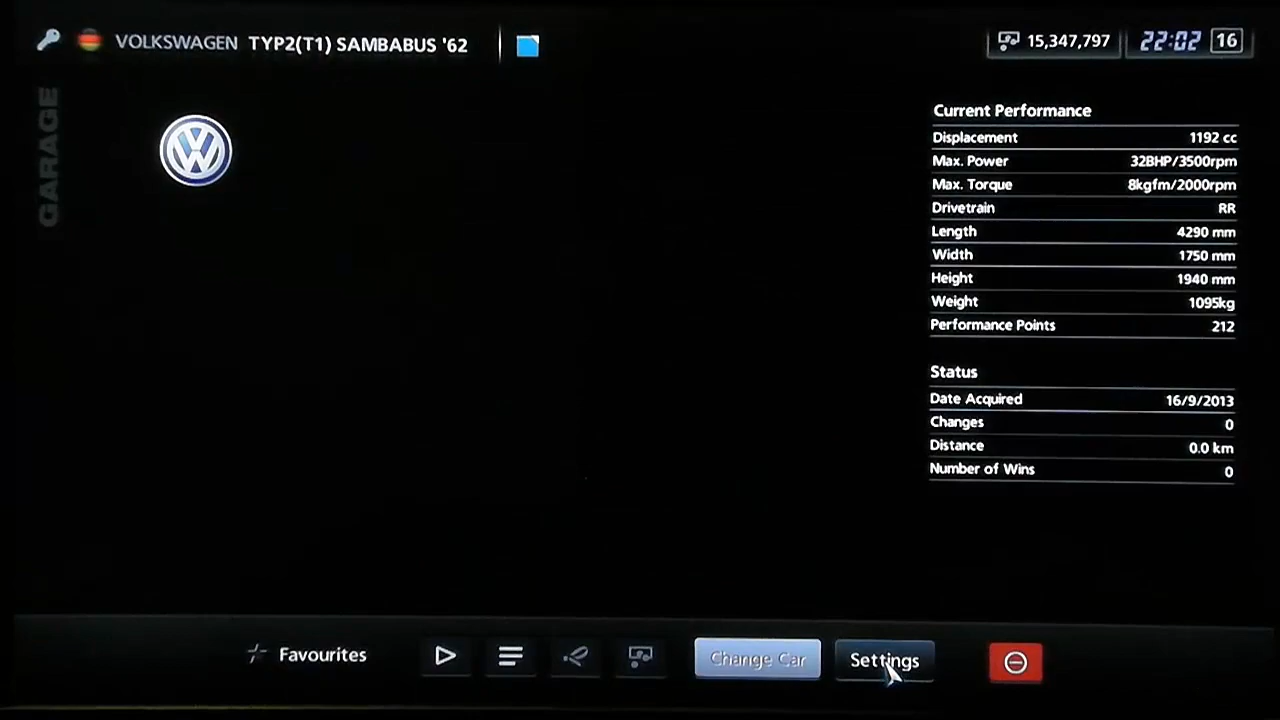 VOLKSWAGEN TYP2(T1) SAMBABUS '62
15,347,797
22:02 16
GARAGE
Current Performance
Displacement 1192 cc
Max. Power 32BHP/3500rpm
Max. Torque 8kgfm/2000rpm
Drivetrain RR
Length 4290 mm
Width 1750 mm
Height 1940 mm
Weight 1095kg
Performance Points 212
Status
Date Acquired 16/9/2013
Changes 0
Distance 0.0 km
Number of Wins 0
Favourites
Change Car
Settings